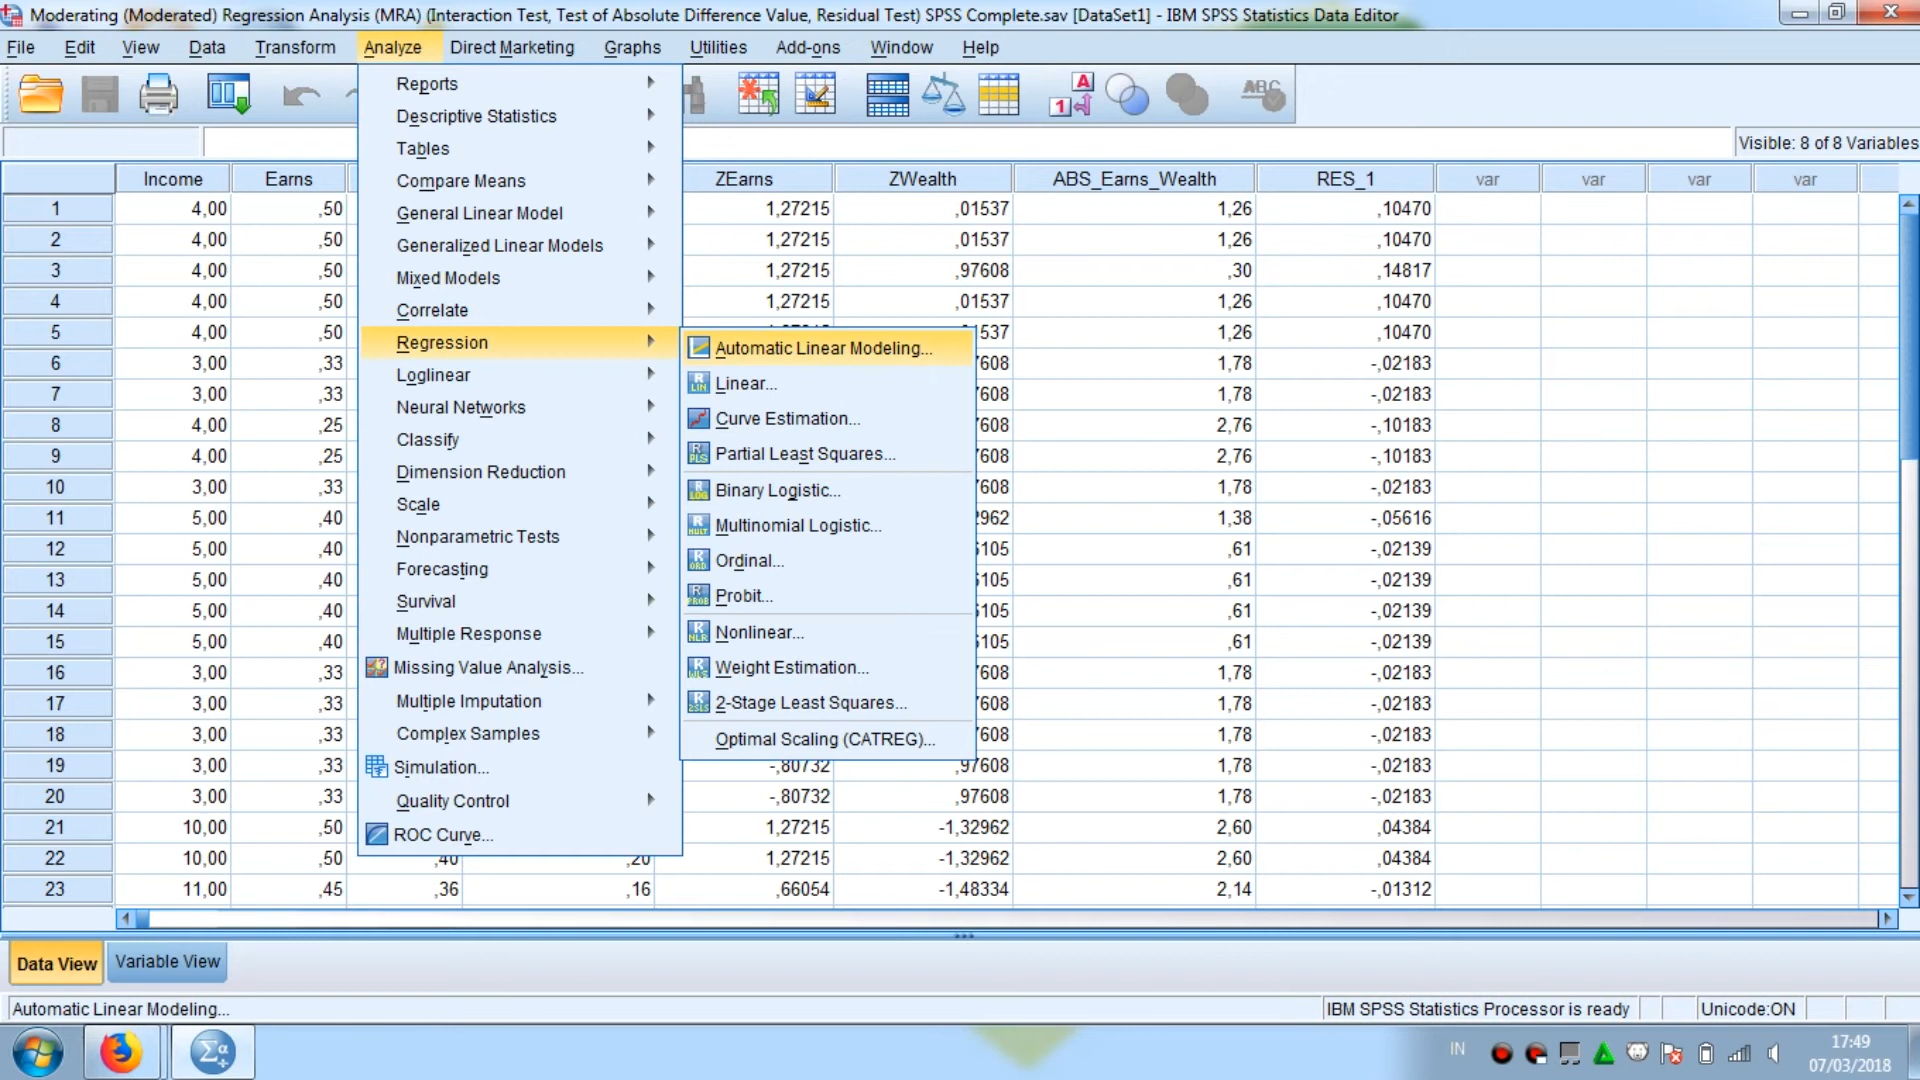 Moderating (Moderated) Regression Analysis (MRA) (Interaction Test, Test of Absolute Difference Value, Residual Test) SPSS Complete.sav [DataSet1] - IBM SPSS Statistics Data Editor
File Edit View Data Transform Analyze Direct Marketing Graphs Utilities Add-ons Window Help
Visible: 8 of 8 Variables
Income Earns ZEarns ZWealth ABS_Earns_Wealth RES_1 var var var var
1 4,00 ,50 1,27215 ,01537 1,26 ,10470
2 4,00 ,50 1,27215 ,01537 1,26 ,10470
3 4,00 ,50 1,27215 ,97608 ,30 ,14817
4 4,00 ,50 1,27215 ,01537 1,26 ,10470
5 4,00 ,50 1,26 ,10470
6 3,00 ,33 1,78 -,02183
7 3,00 ,33 1,78 -,02183
8 4,00 ,25 2,76 -,10183
9 4,00 ,25 2,76 -,10183
10 3,00 ,33 1,78 -,02183
11 5,00 ,40 1,38 -,05616
12 5,00 ,40 ,61 -,02139
13 5,00 ,40 ,61 -,02139
14 5,00 ,40 ,61 -,02139
15 5,00 ,40 ,61 -,02139
16 3,00 ,33 1,78 -,02183
17 3,00 ,33 1,78 -,02183
18 3,00 ,33 1,78 -,02183
19 3,00 ,33 -,80732 ,97608 1,78 -,02183
20 3,00 ,33 -,80732 ,97608 1,78 -,02183
21 10,00 ,50 1,27215 -1,32962 2,60 ,04384
22 10,00 ,50 ,40 ,20 1,27215 -1,32962 2,60 ,04384
23 11,00 ,45 ,36 ,16 ,66054 -1,48334 2,14 -,01312
Reports
Descriptive Statistics
Tables
Compare Means
General Linear Model
Generalized Linear Models
Mixed Models
Correlate
Regression
Loglinear
Neural Networks
Classify
Dimension Reduction
Scale
Nonparametric Tests
Forecasting
Survival
Multiple Response
Missing Value Analysis...
Multiple Imputation
Complex Samples
Simulation...
Quality Control
ROC Curve...
Automatic Linear Modeling...
Linear...
Curve Estimation...
Partial Least Squares...
Binary Logistic...
Multinomial Logistic...
Ordinal...
Probit...
Nonlinear...
Weight Estimation...
2-Stage Least Squares...
Optimal Scaling (CATREG)...
Data View Variable View
Automatic Linear Modeling... IBM SPSS Statistics Processor is ready Unicode:ON
IN 17:49
07/03/2018